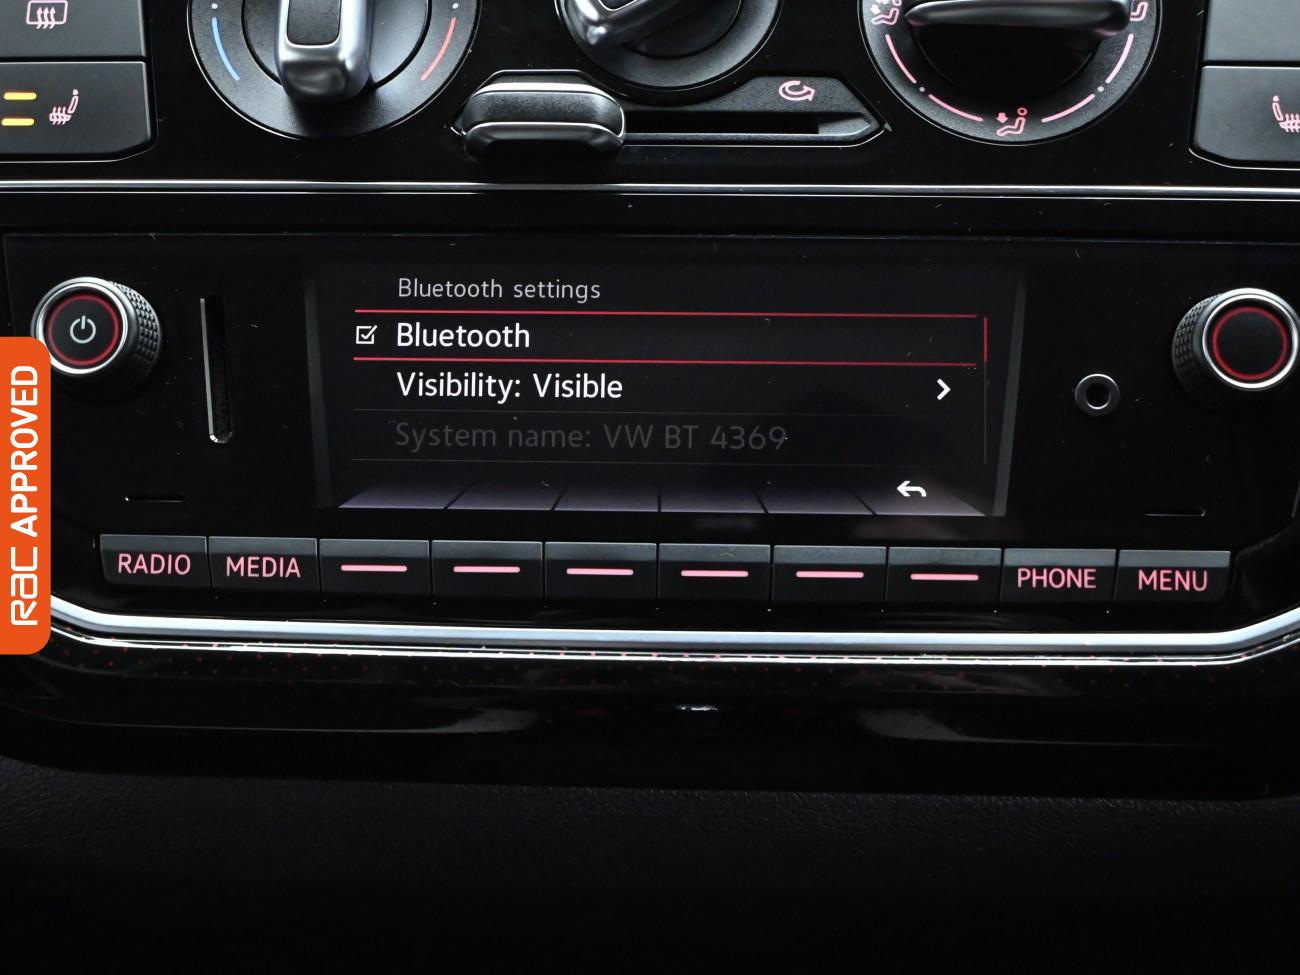 Bluetooth settings
Bluetooth
Visibility: Visible
System name: VW BT 4369
RADIO
MEDIA
PHONE
MENU
RAC APPROVED